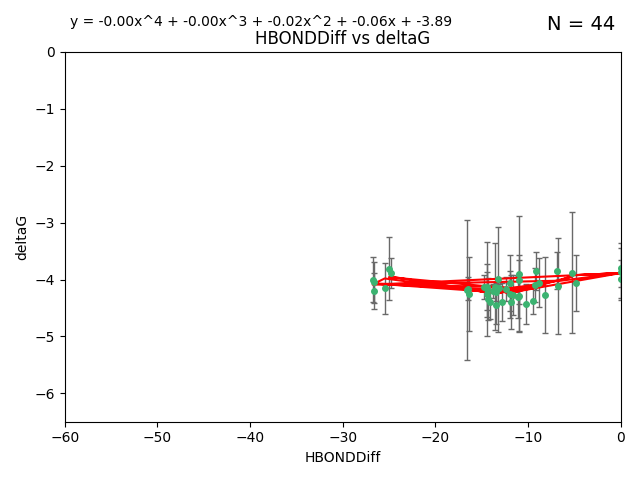 y = -0.00x^4 + -0.00x^3 + -0.02x^2 + -0.06x + -3.89
N = 44
HBONDDiff vs deltaG
0
−1
−2
−3
−4
−5
−6
deltaG
−60
−50
−40
−30
−20
−10
0
HBONDDiff